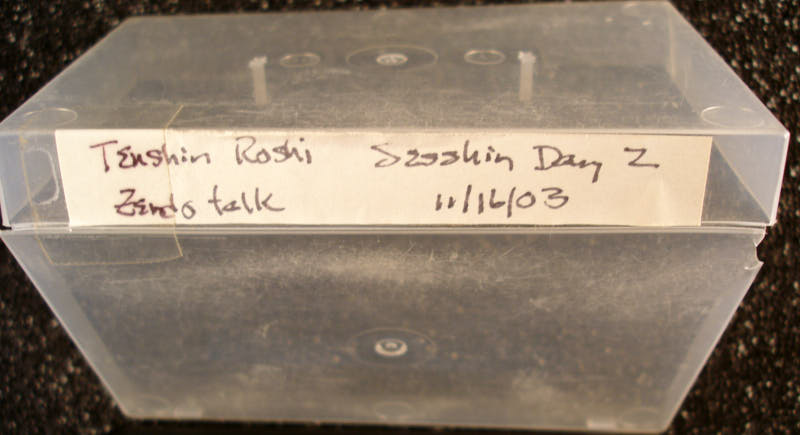 Tenshin Roshi Sesshin Day 2
Zendo talk 11/16/03